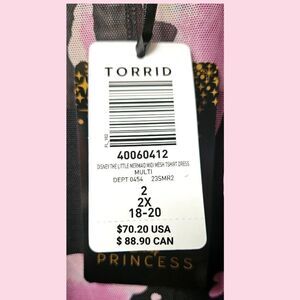 TORRID
40060412
DISNEY THE LITTLE MERMAID MIDI MESH TSHIRT DRESS
MULTI
DEPT 0454 23SMR2
2
2X
18-20
$70.20 USA
$ 88.90 CAN
PRINCESS